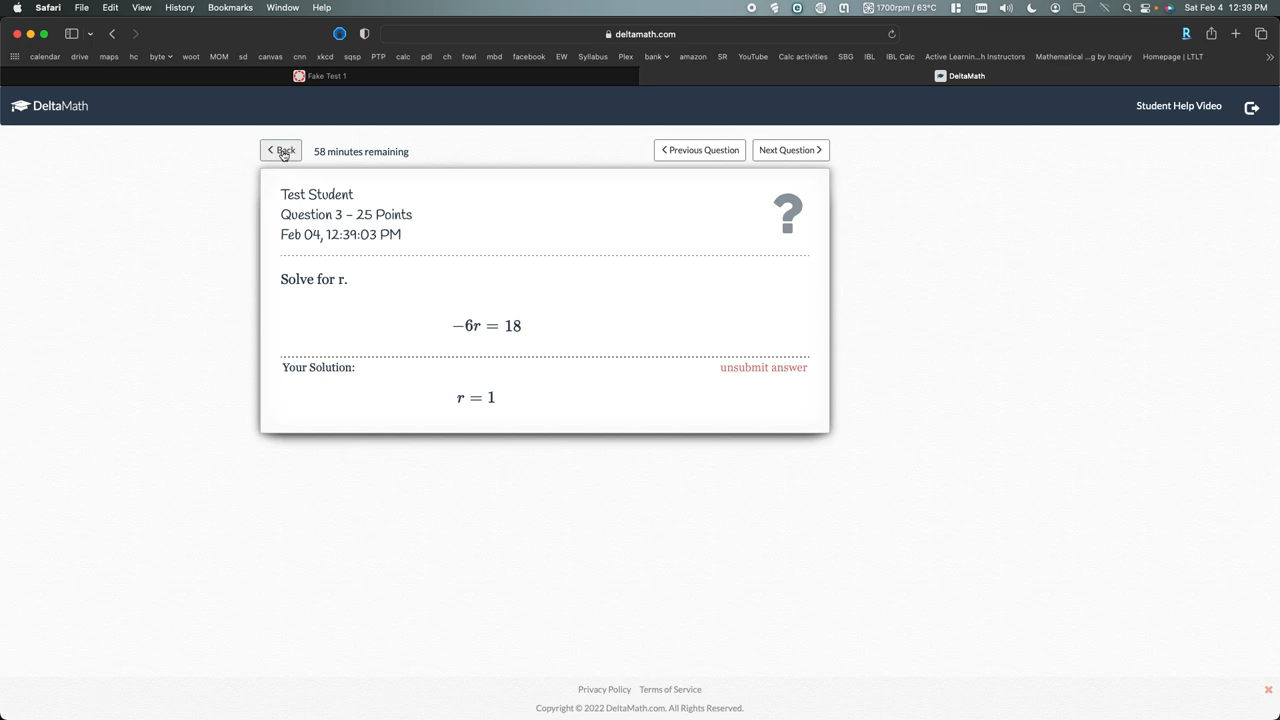 Safari File Edit View History Bookmarks Window Help 1700rpm / 63°C Sat Feb 4 12:39 PM
deltamath.com
calendar drive maps hc byte woot MOM sd canvas cnn xkcd sqsp PTP calc pdl ch fowl mbd facebook EW Syllabus Plex bank amazon SR YouTube Calc activities SBG IBL IBL Calc Active Learnin...h Instructors Mathematical ...g by Inquiry Homepage | LTLT
Fake Test 1 DeltaMath
DeltaMath Student Help Video
Back 58 minutes remaining Previous Question Next Question
Test Student
Question 3 - 25 Points
Feb 04, 12:39:03 PM
?
Solve for r.
−6r = 18
Your Solution: unsubmit answer
r = 1
Privacy Policy Terms of Service
Copyright © 2022 DeltaMath.com. All Rights Reserved.